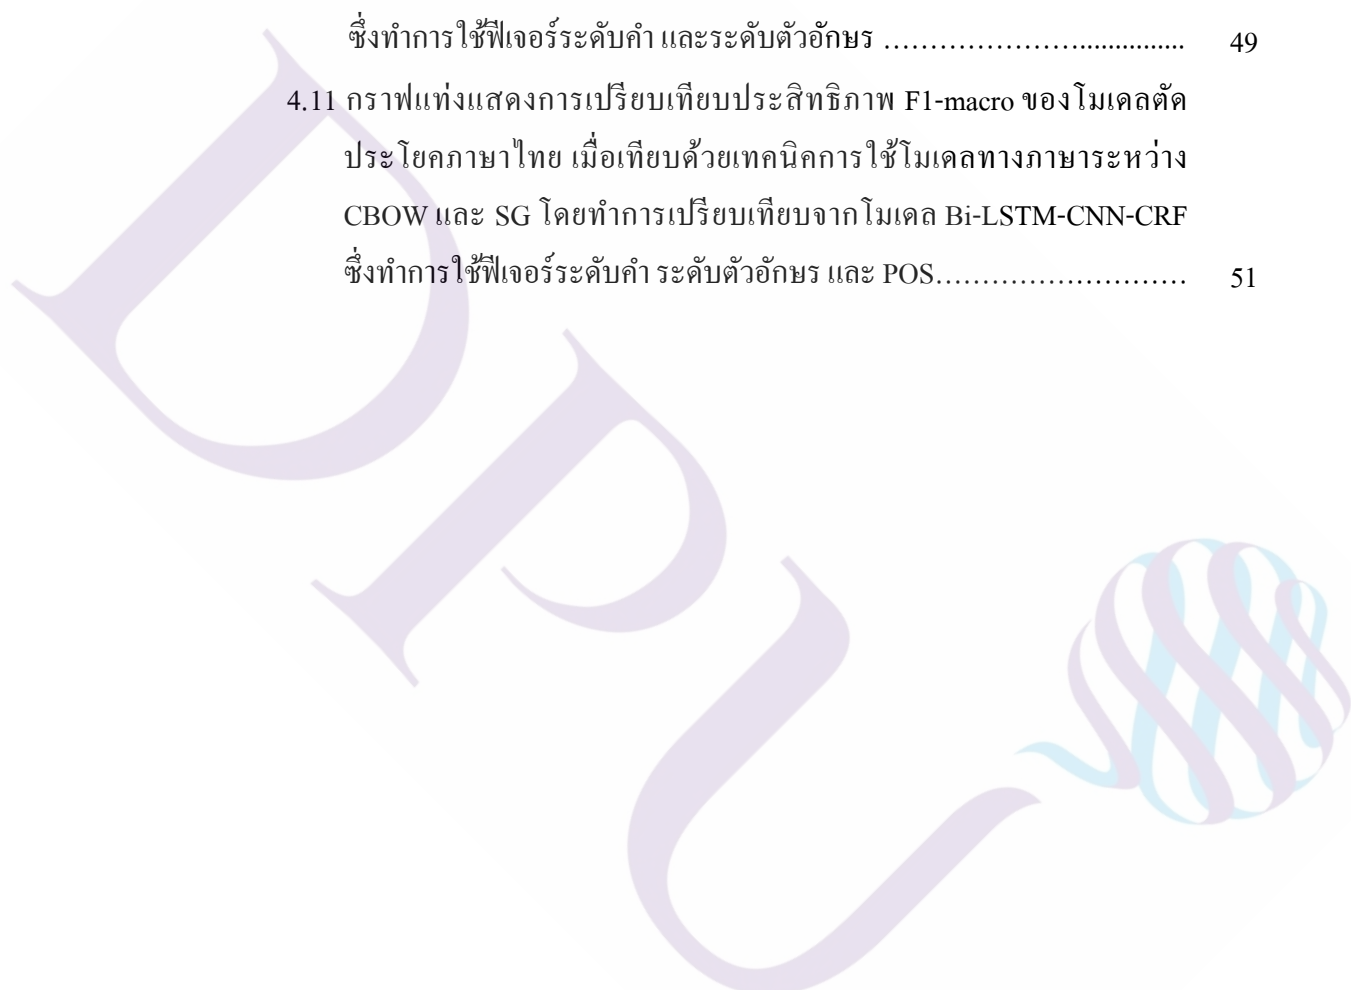 ซึ่งทำการใช้ฟีเจอร์ระดับคำ และระดับตัวอักษร …………………................ 49
4.11 กราฟแท่งแสดงการเปรียบเทียบประสิทธิภาพ F1-macro ของโมเดลตัด
ประโยคภาษาไทย เมื่อเทียบด้วยเทคนิคการใช้โมเดลทางภาษาระหว่าง
CBOW และ SG โดยทำการเปรียบเทียบจากโมเดล Bi-LSTM-CNN-CRF
ซึ่งทำการใช้ฟีเจอร์ระดับคำ ระดับตัวอักษร และ POS……………………… 51
DPU